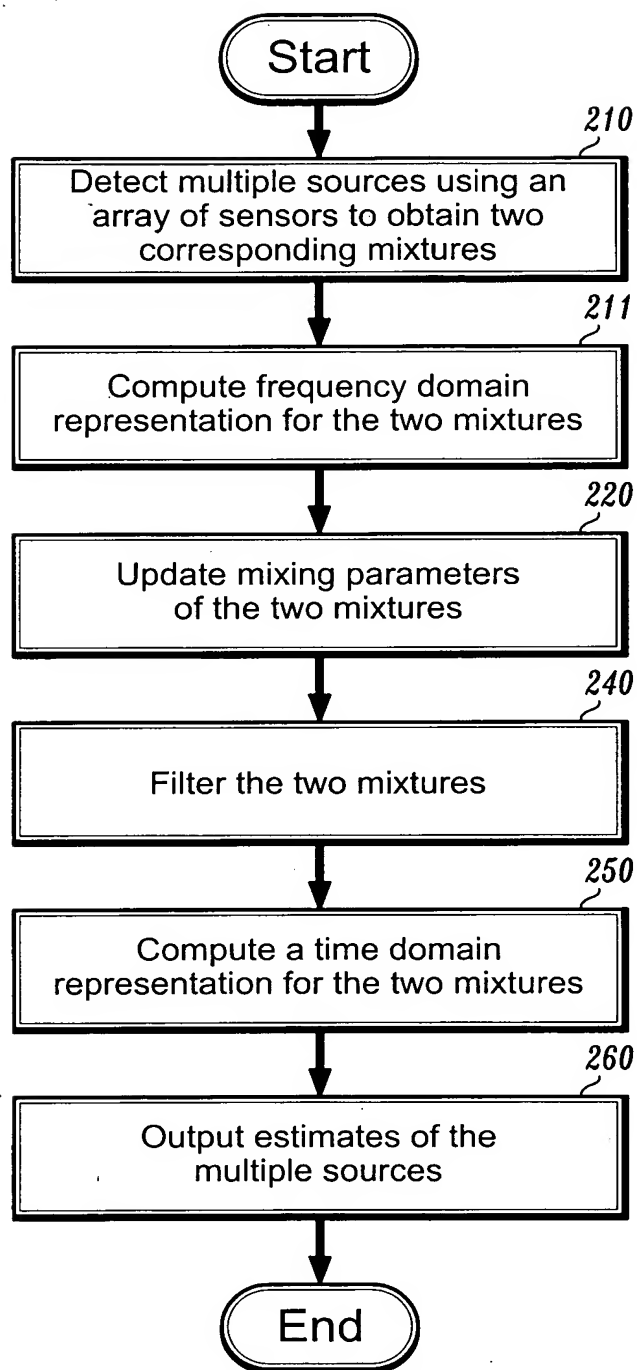 Start
210
Detect multiple sources using an
array of sensors to obtain two
corresponding mixtures
211
Compute frequency domain
representation for the two mixtures
220
Update mixing parameters
of the two mixtures
240
Filter the two mixtures
250
Compute a time domain
representation for the two mixtures
260
Output estimates of the
multiple sources
End